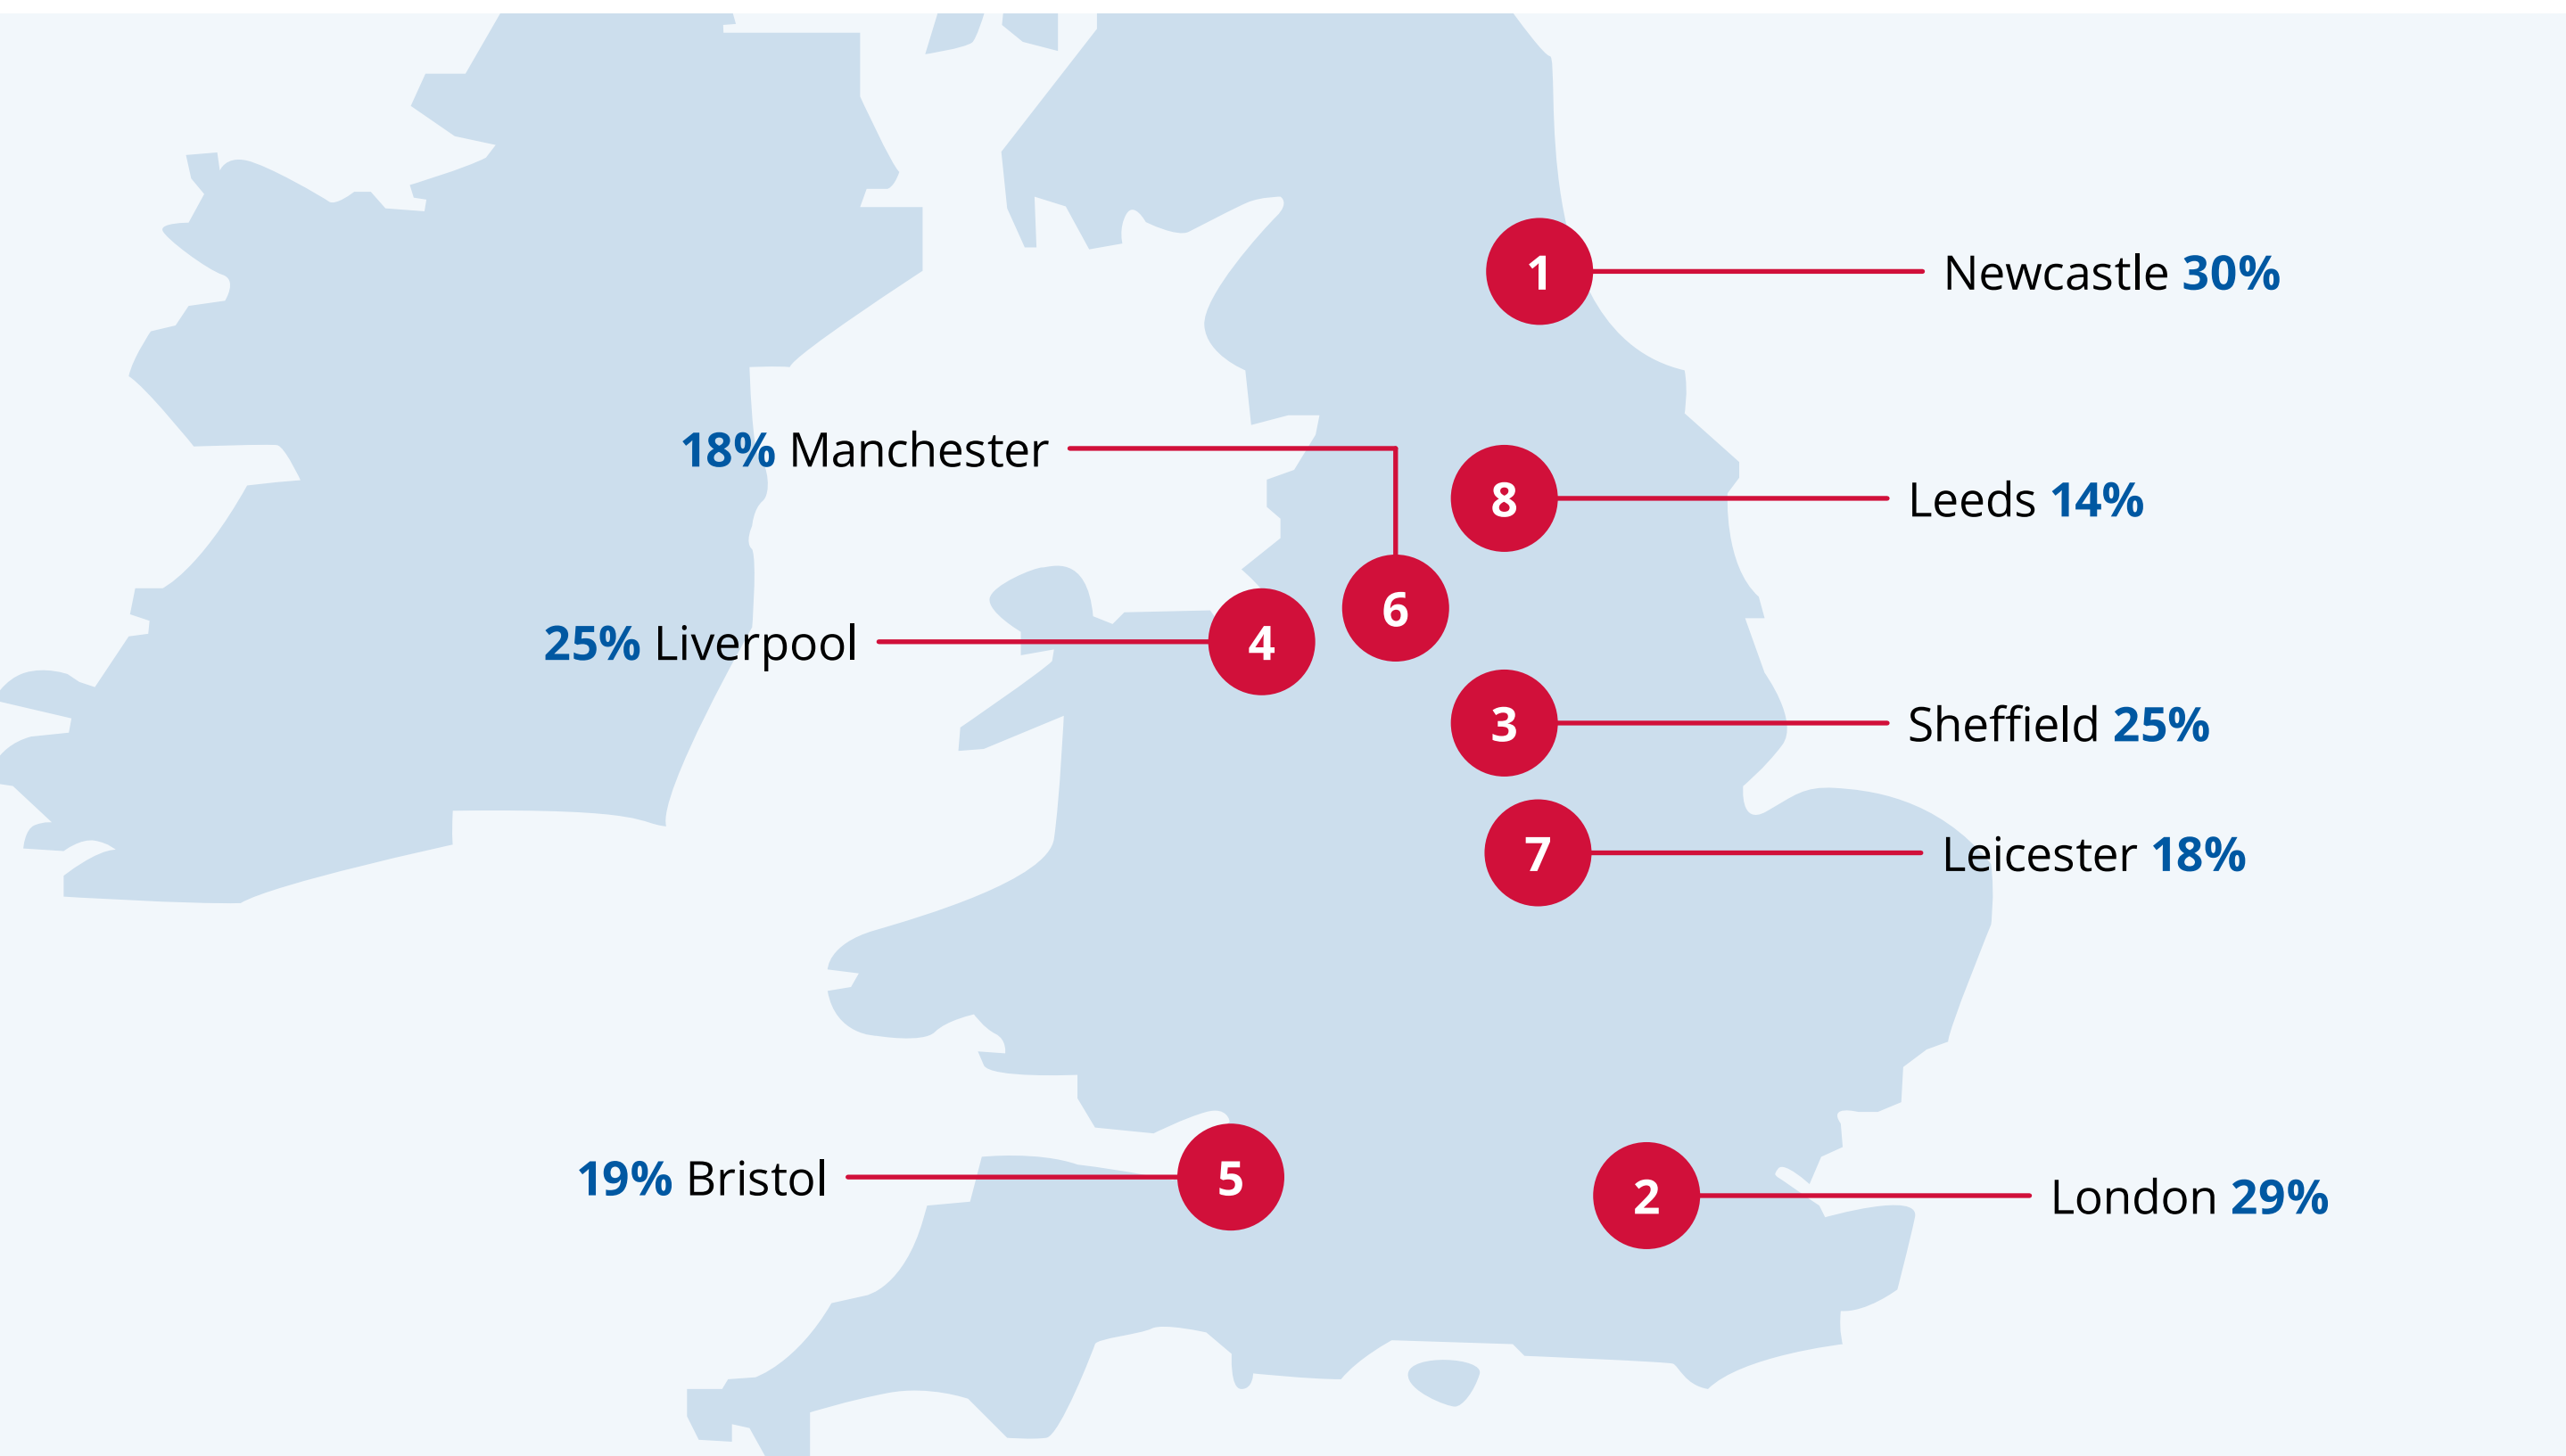 1 Newcastle 30%
18% Manchester
8 Leeds 14%
6
25% Liverpool 4
3 Sheffield 25%
7 Leicester 18%
19% Bristol 5
2 London 29%